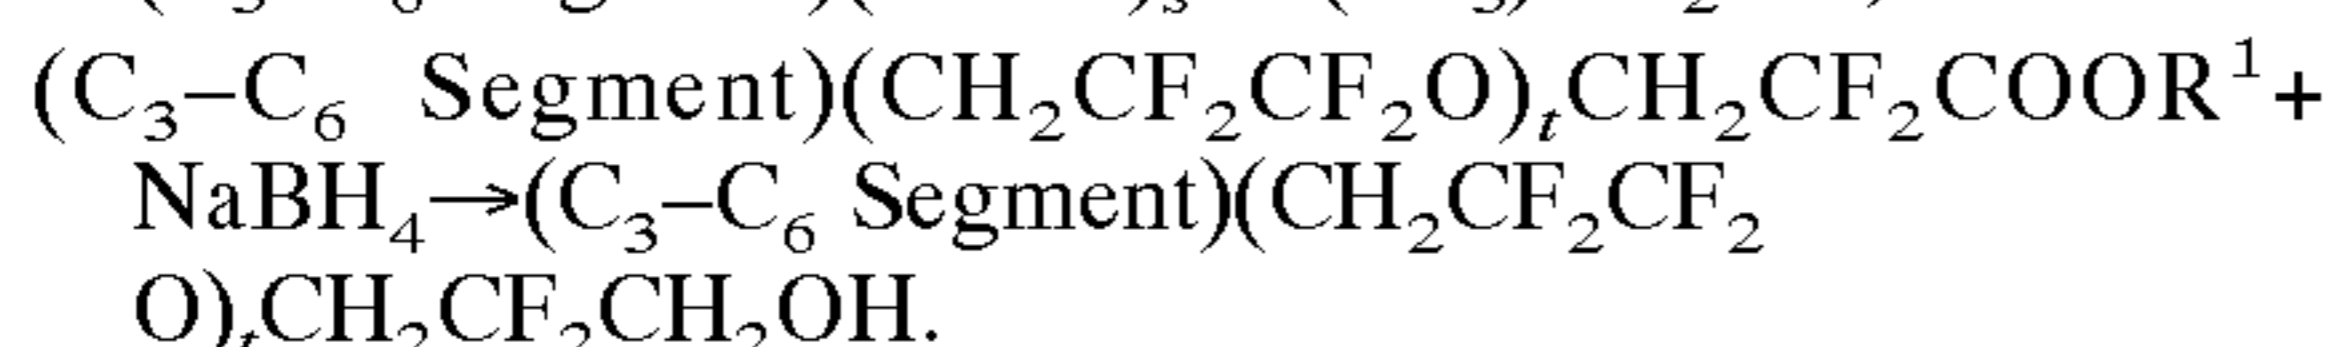 (C₃–C₆ Segment)(CH₂CF₂CF₂O)ₜCH₂CF₂COOR¹+
NaBH₄→(C₃–C₆ Segment)(CH₂CF₂CF₂
O)ₜCH₂CF₂CH₂OH.